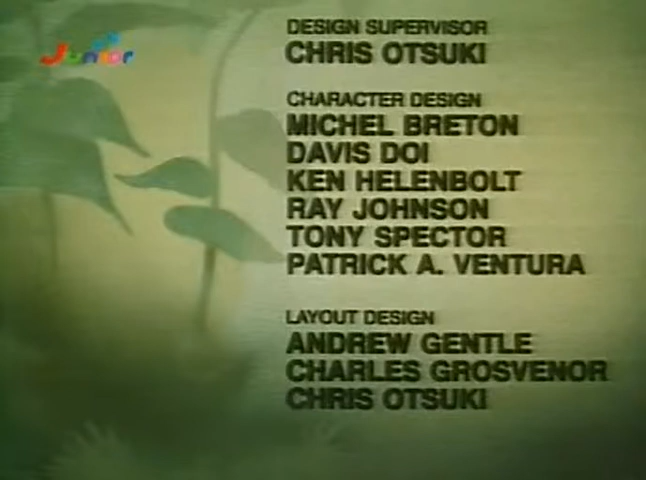 Junior
DESIGN SUPERVISOR
CHRIS OTSUKI
CHARACTER DESIGN
MICHEL BRETON
DAVIS DOI
KEN HELENBOLT
RAY JOHNSON
TONY SPECTOR
PATRICK A. VENTURA
LAYOUT DESIGN
ANDREW GENTLE
CHARLES GROSVENOR
CHRIS OTSUKI